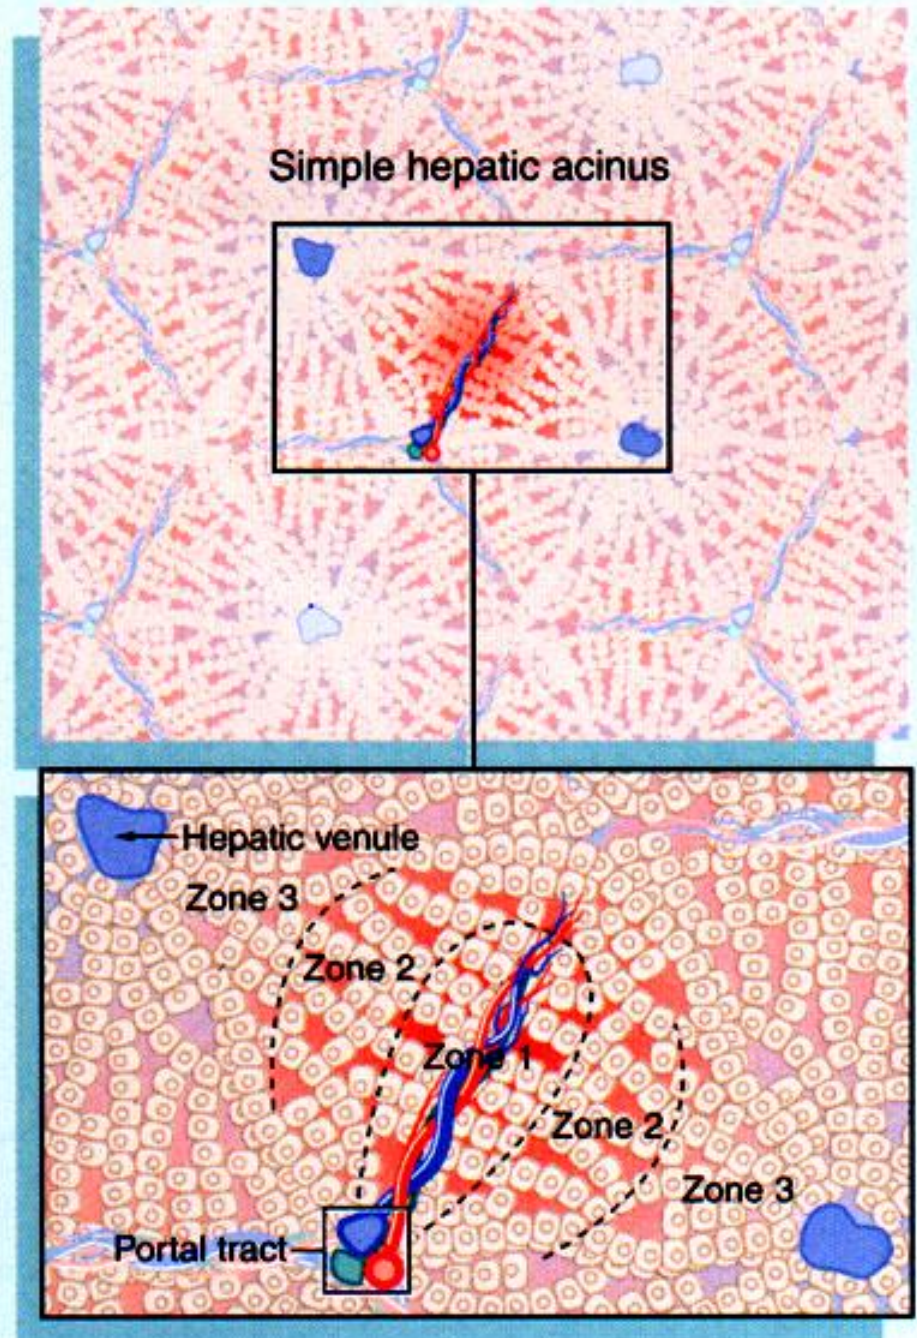 Simple hepatic acinus
Hepatic venule
Zone 3
Zone 2
Zone 1
Zone 2
Zone 3
Portal tract